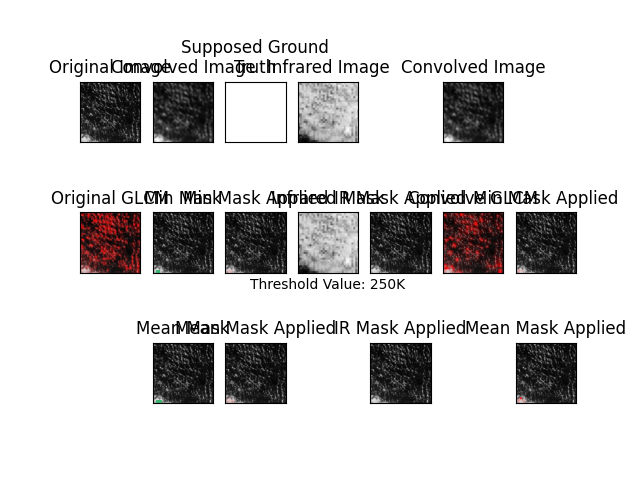 Supposed Ground
Original Image Convolved Image Truth Infrared Image Convolved Image
Original GLCM Min Mask Min Mask Applied Infrared Mask IR Mask Applied Convolved GLCM Min Mask Applied
Threshold Value: 250K
Mean Mask Mean Mask Applied IR Mask Applied Mean Mask Applied